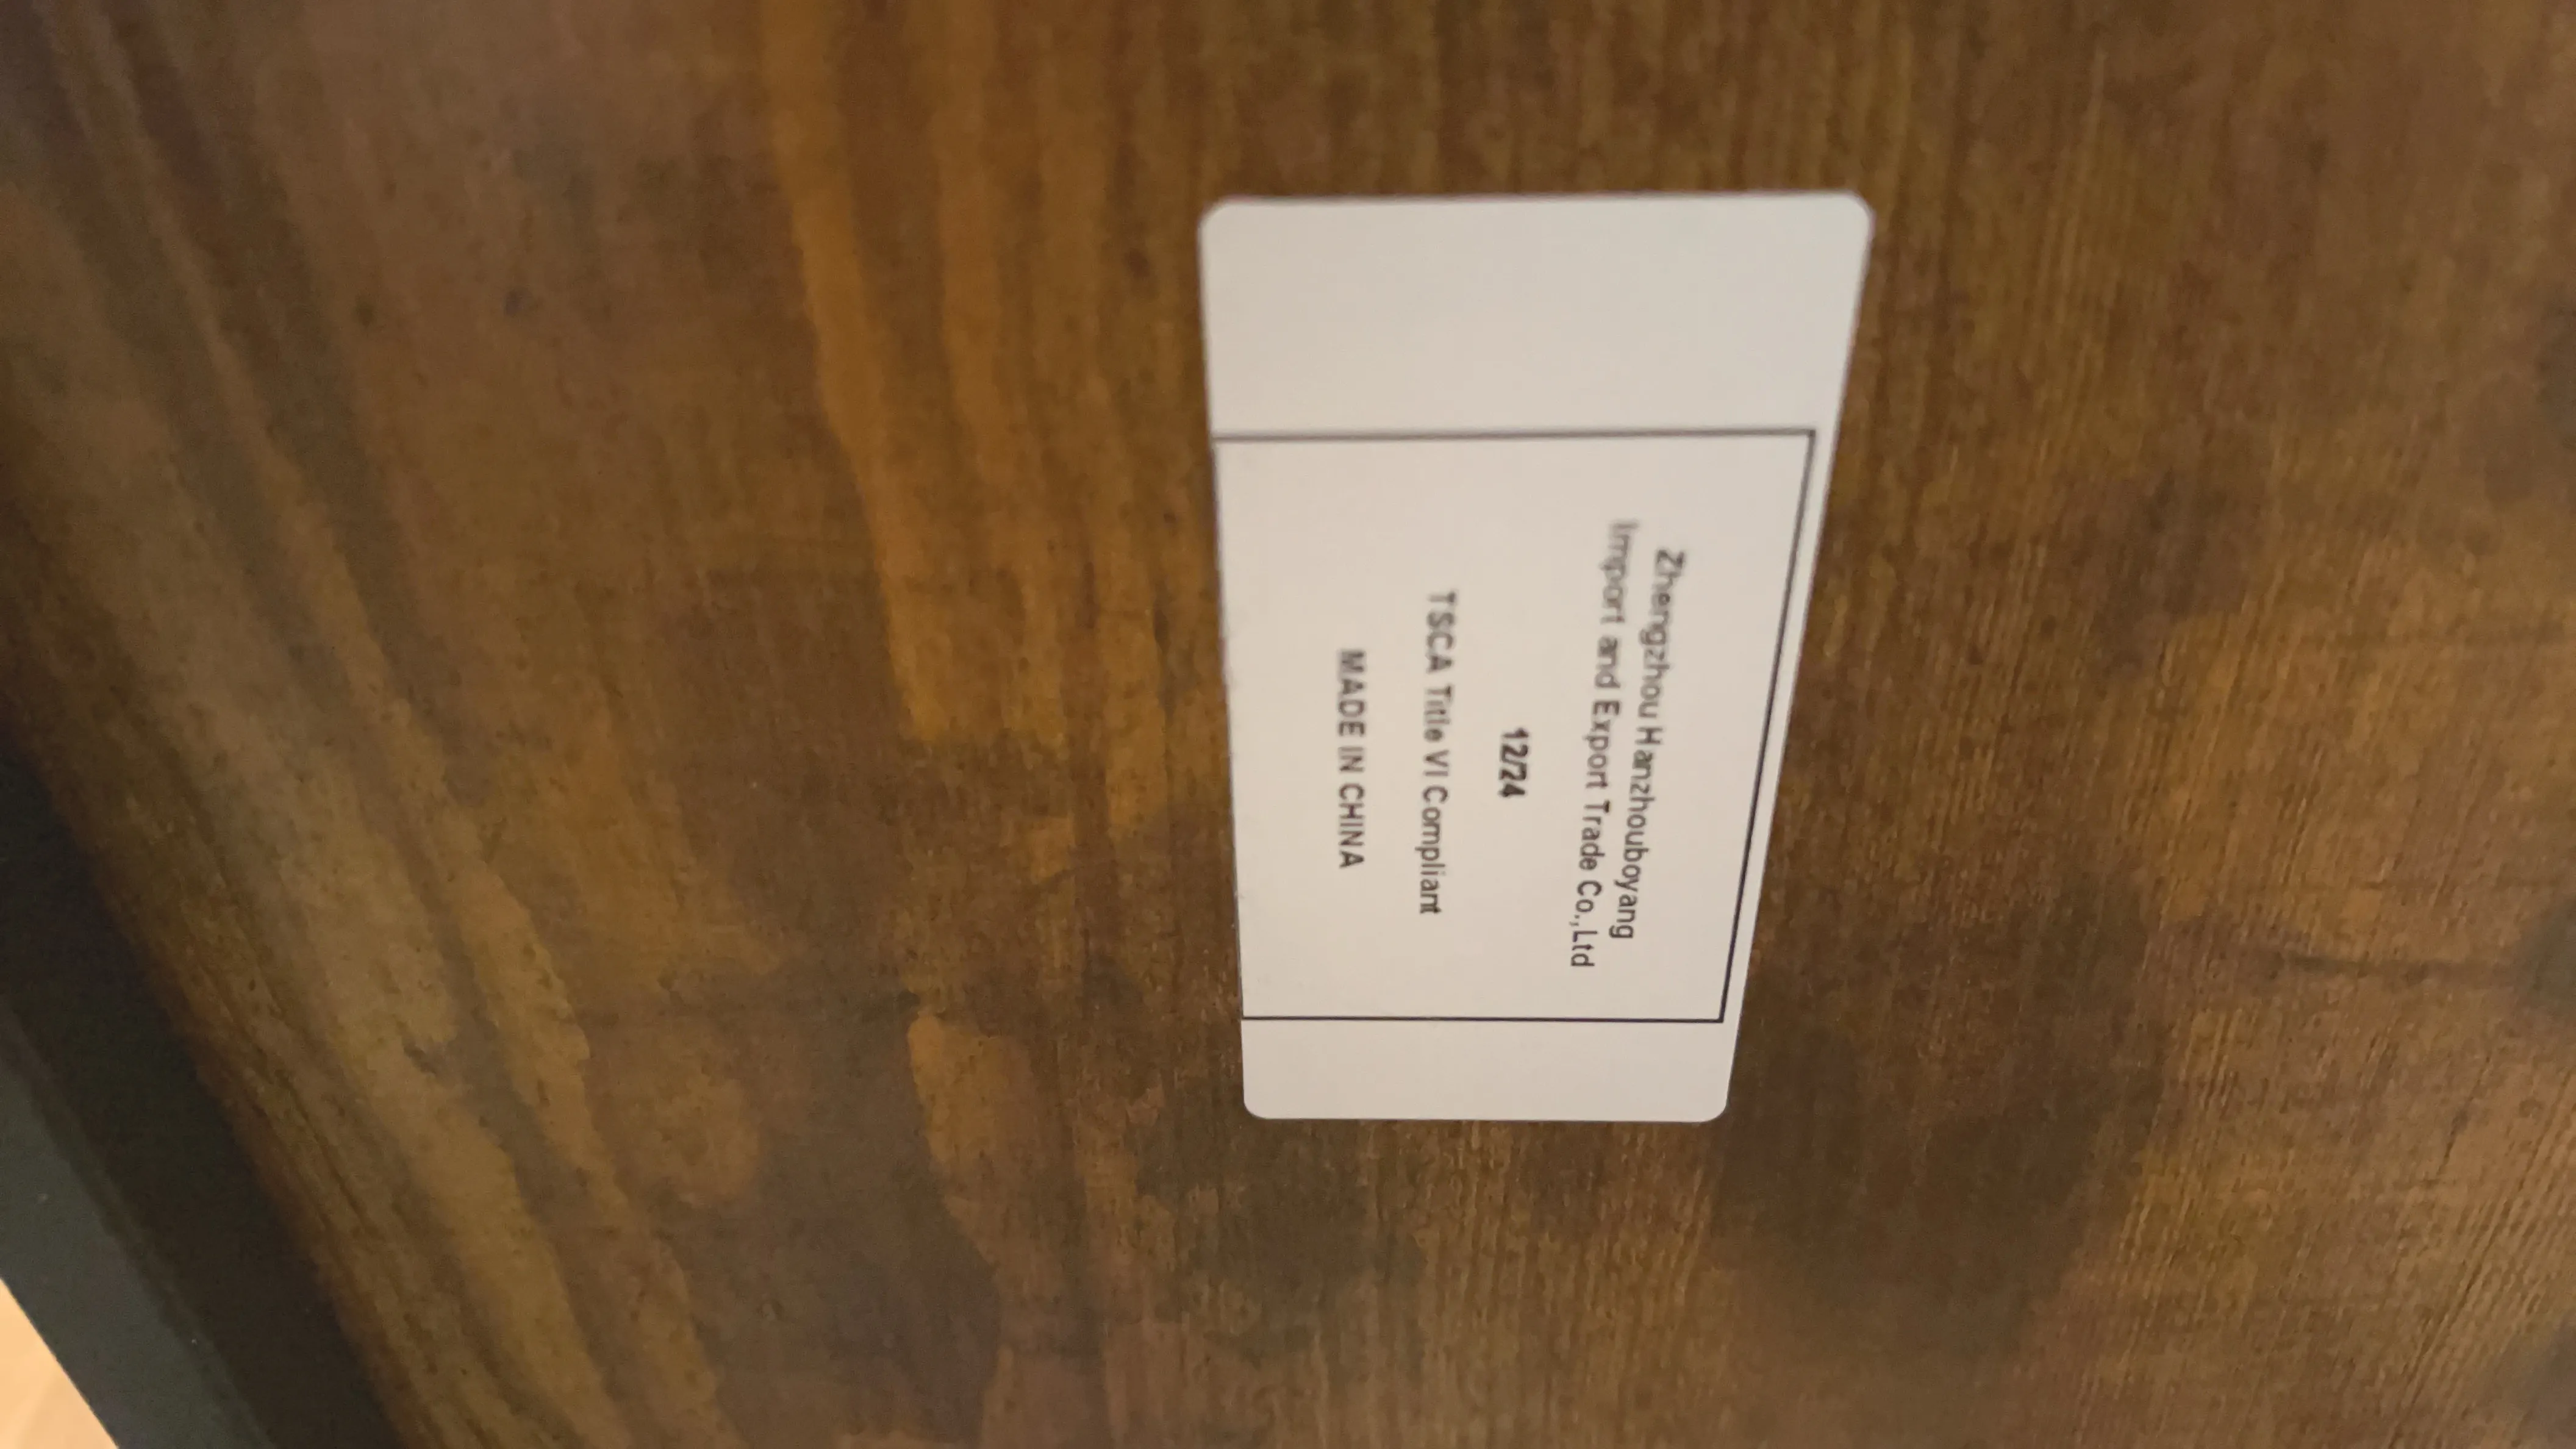 Zhengzhou Hanzhouboyang
Import and Export Trade Co.,Ltd
12/24
TSCA Title VI Compliant
MADE IN CHINA